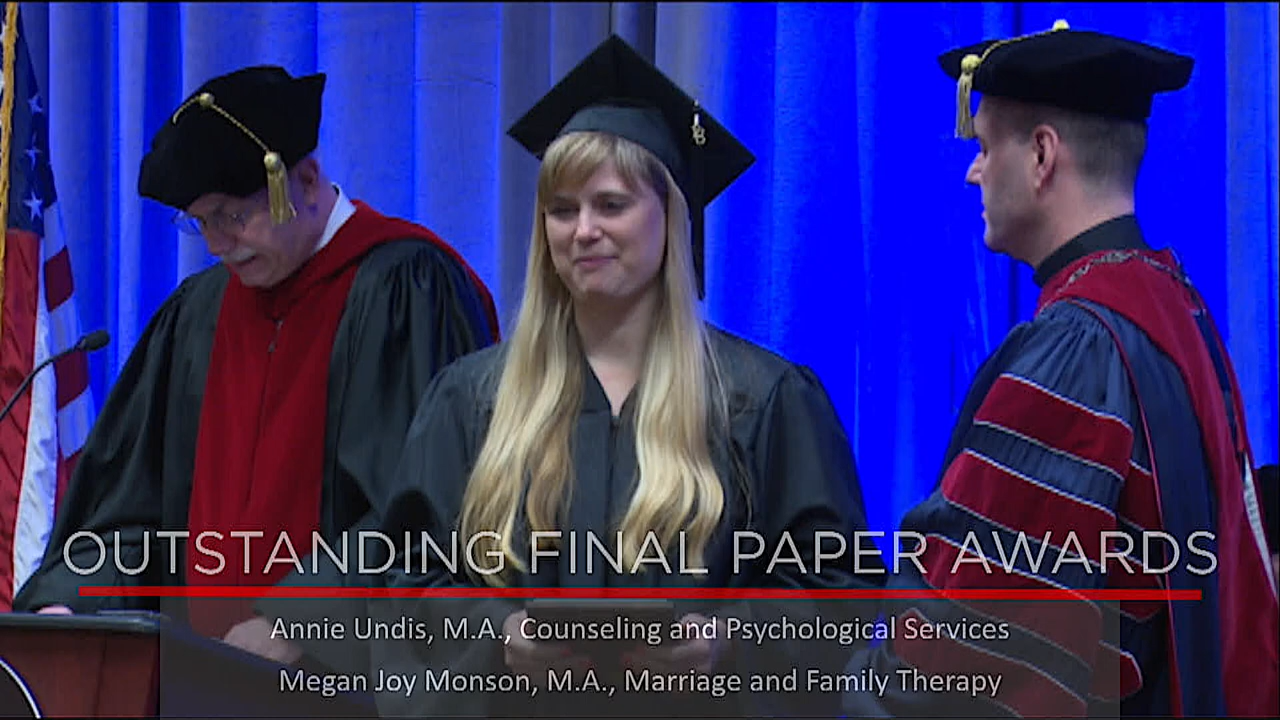 OUTSTANDING FINAL PAPER AWARDS
Annie Undis, M.A., Counseling and Psychological Services
Megan Joy Monson, M.A., Marriage and Family Therapy